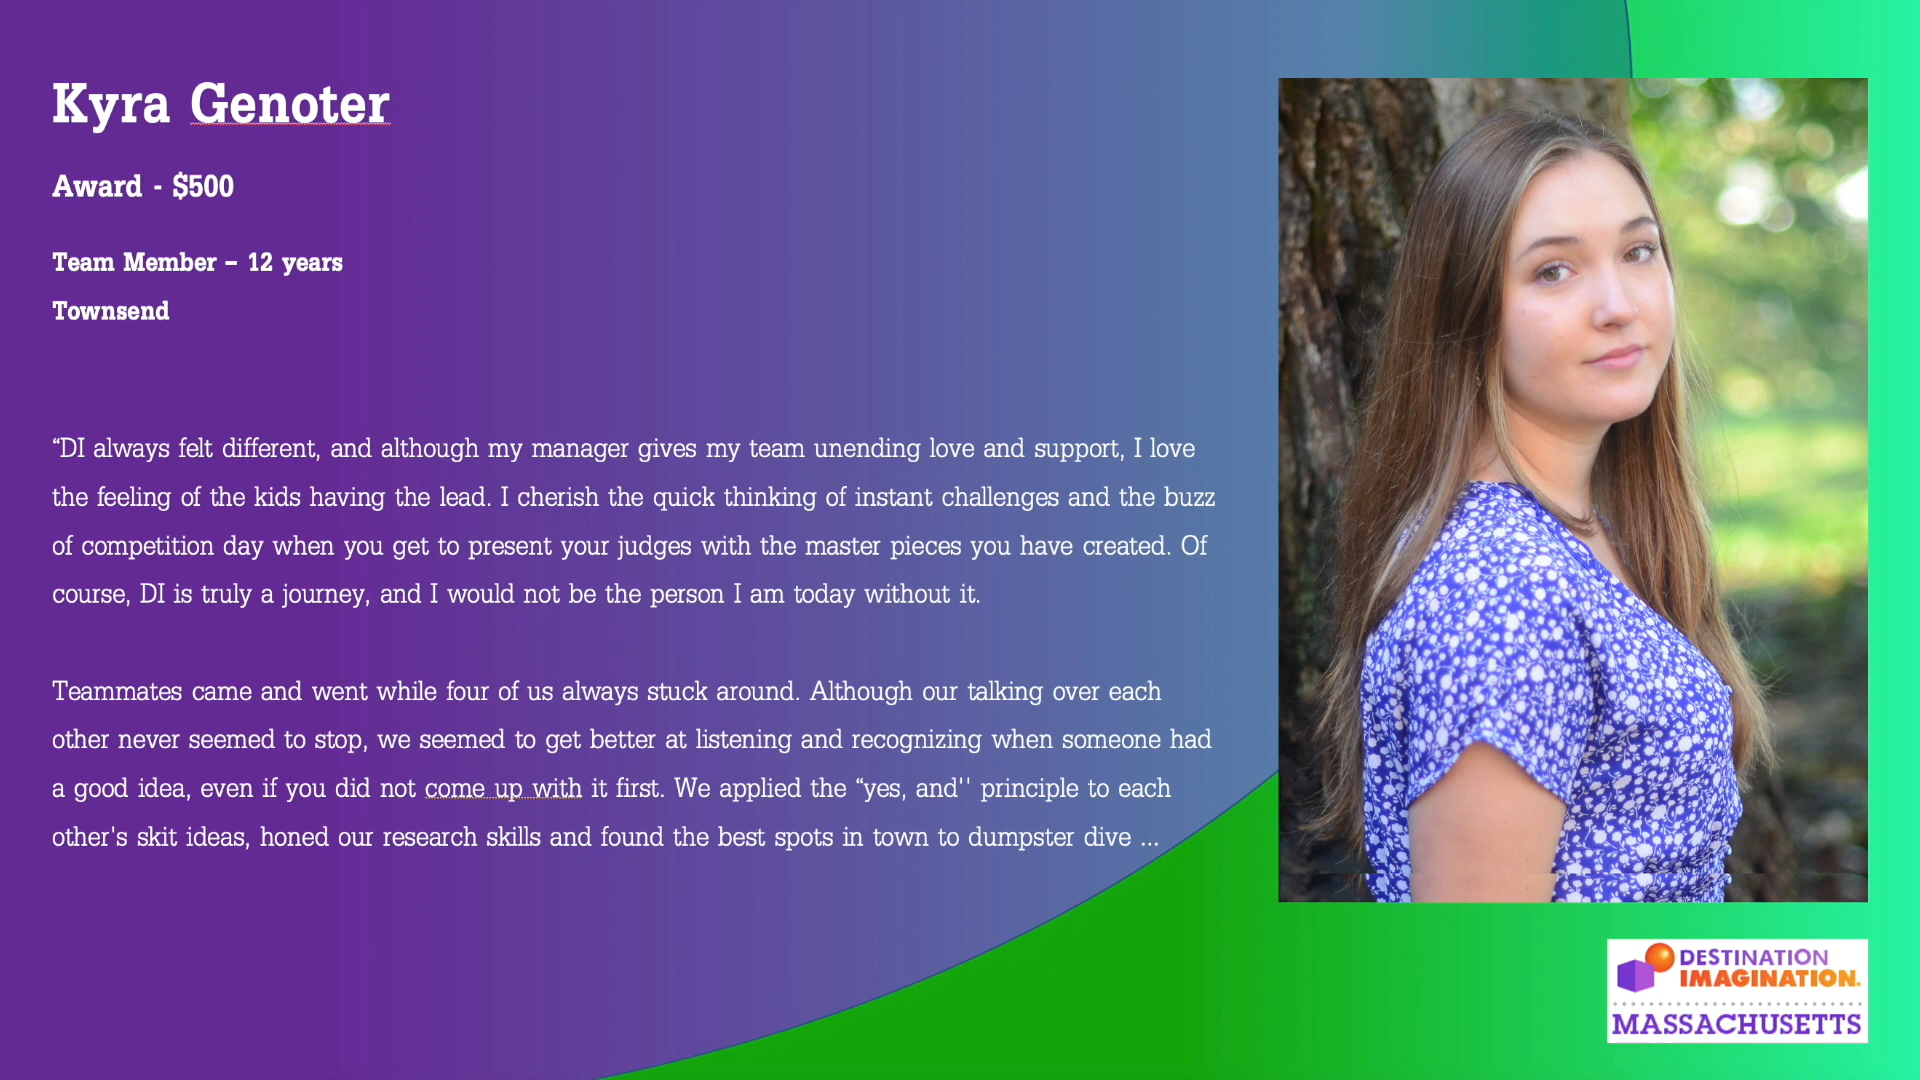 Kyra Genoter
Award - $500
Team Member – 12 years
Townsend
“DI always felt different, and although my manager gives my team unending love and support, I love
the feeling of the kids having the lead. I cherish the quick thinking of instant challenges and the buzz
of competition day when you get to present your judges with the master pieces you have created. Of
course, DI is truly a journey, and I would not be the person I am today without it.
Teammates came and went while four of us always stuck around. Although our talking over each
other never seemed to stop, we seemed to get better at listening and recognizing when someone had
a good idea, even if you did not come up with it first. We applied the “yes, and'' principle to each
other's skit ideas, honed our research skills and found the best spots in town to dumpster dive ...
DESTINATION
IMAGINATION.
MASSACHUSETTS